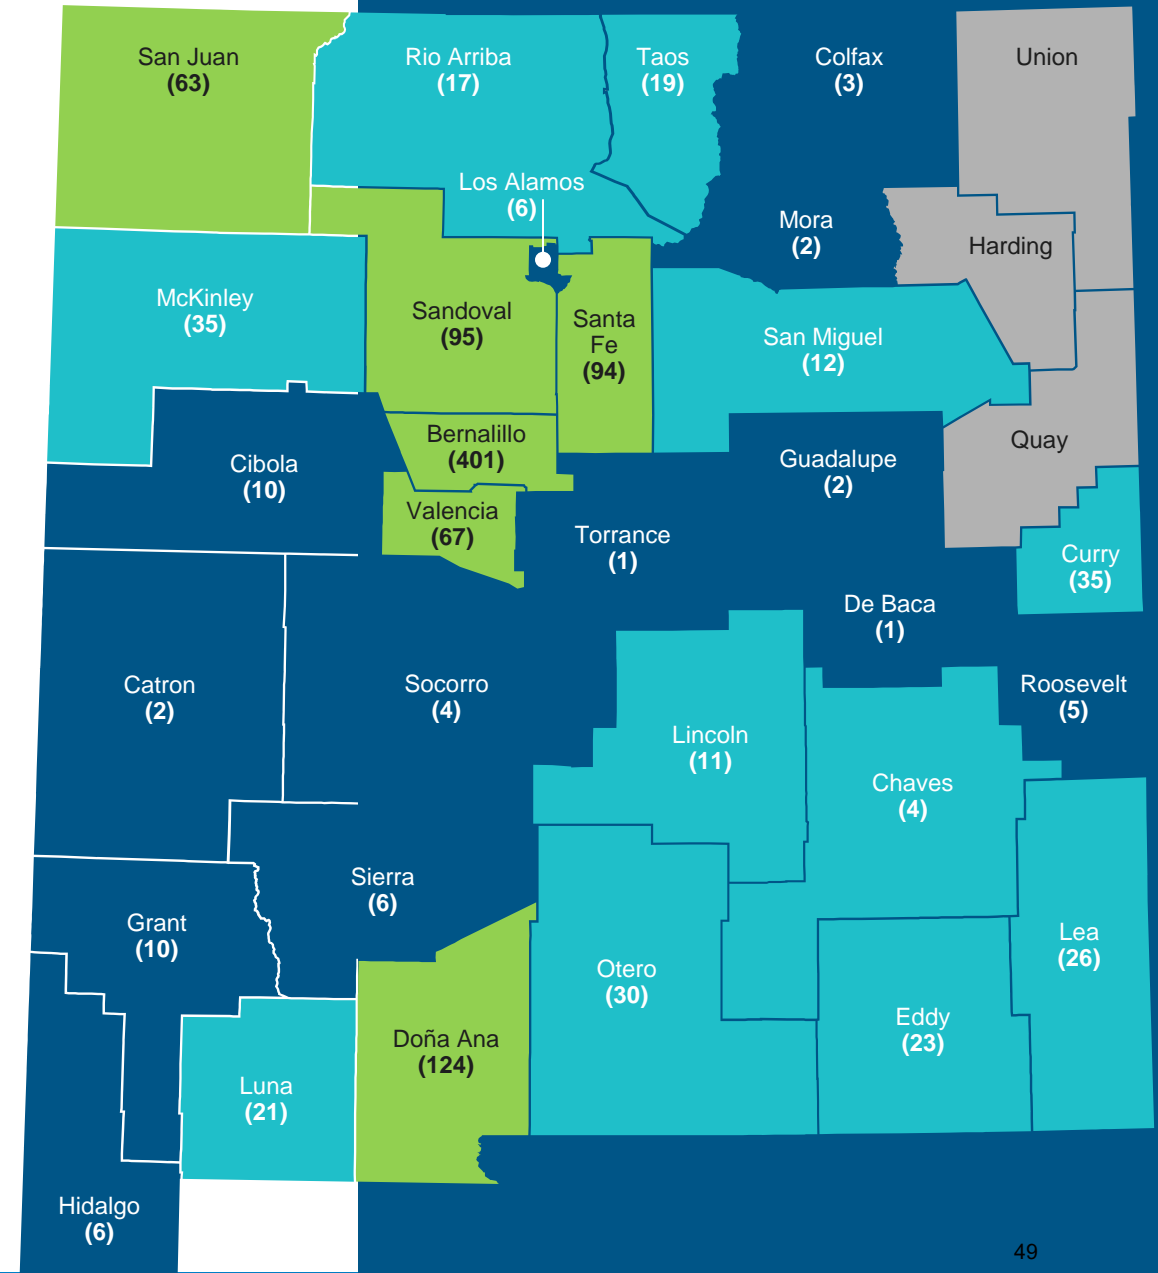 San Juan
(63)
Rio Arriba
(17)
Taos
(19)
Colfax
(3)
Union
Los Alamos
(6)
Mora
(2)
Harding
McKinley
(35)
Sandoval
(95)
Santa
Fe
(94)
San Miguel
(12)
Bernalillo
(401)
Quay
Cibola
(10)
Guadalupe
(2)
Valencia
(67)
Torrance
(1)
Curry
(35)
De Baca
(1)
Catron
(2)
Socorro
(4)
Roosevelt
(5)
Lincoln
(11)
Chaves
(4)
Sierra
(6)
Grant
(10)
Lea
(26)
Otero
(30)
Eddy
(23)
Doña Ana
(124)
Luna
(21)
Hidalgo
(6)
49